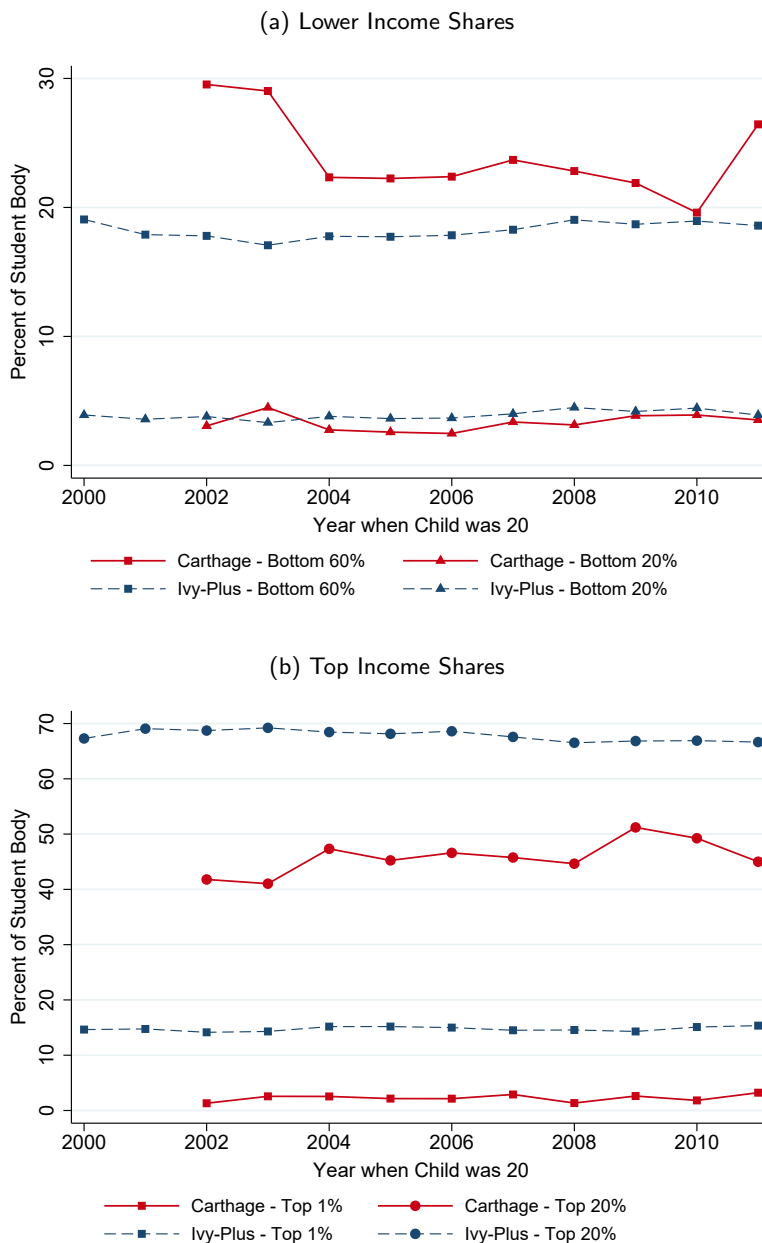 (a) Lower Income Shares
30
20
10
0
Percent of Student Body
2000 2002 2004 2006 2008 2010
Year when Child was 20
Carthage - Bottom 60% Carthage - Bottom 20%
Ivy-Plus - Bottom 60% Ivy-Plus - Bottom 20%
(b) Top Income Shares
70
60
50
40
30
20
10
0
Percent of Student Body
2000 2002 2004 2006 2008 2010
Year when Child was 20
Carthage - Top 1% Carthage - Top 20%
Ivy-Plus - Top 1% Ivy-Plus - Top 20%